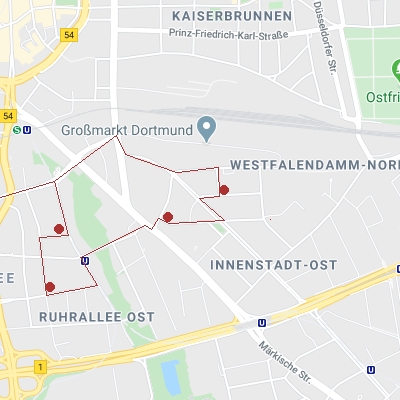 KAISERBRUNNEN
Prinz-Friedrich-Karl-Straße
Düsseldorfer Str.
54
54
Ostfri
S U
Großmarkt Dortmund
WESTFALENDAMM-NOR
U
EE
INNENSTADT-OST
U
RUHRALLEE OST
U
1
Märkische Str.
U